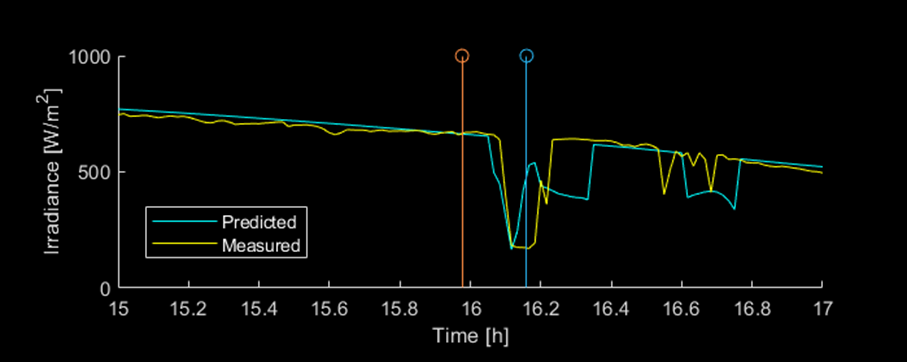 1000
Irradiance [W/m²]
500
Predicted
Measured
0
15 15.2 15.4 15.6 15.8 16 16.2 16.4 16.6 16.8 17
Time [h]